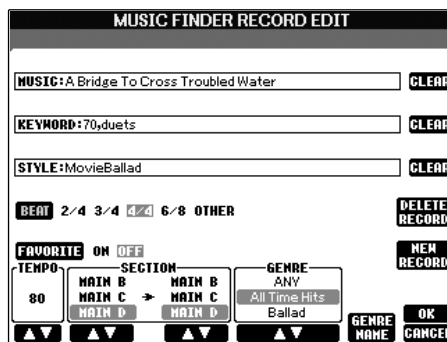 MUSIC FINDER RECORD EDIT
MUSIC:A Bridge To Cross Troubled Water
CLEAR
KEYWORD:70,duets
CLEAR
STYLE:MovieBallad
CLEAR
BEAT 2/4 3/4 4/4 6/8 OTHER
DELETE RECORD
FAVORITE ON OFF
NEW RECORD
TEMPO SECTION GENRE
MAIN B MAIN B ANY
80 MAIN C → MAIN C All Time Hits
MAIN D MAIN D Ballad
GENRE NAME
OK
▲▼ ▲▼ ▲▼ ▲▼
CANCEL